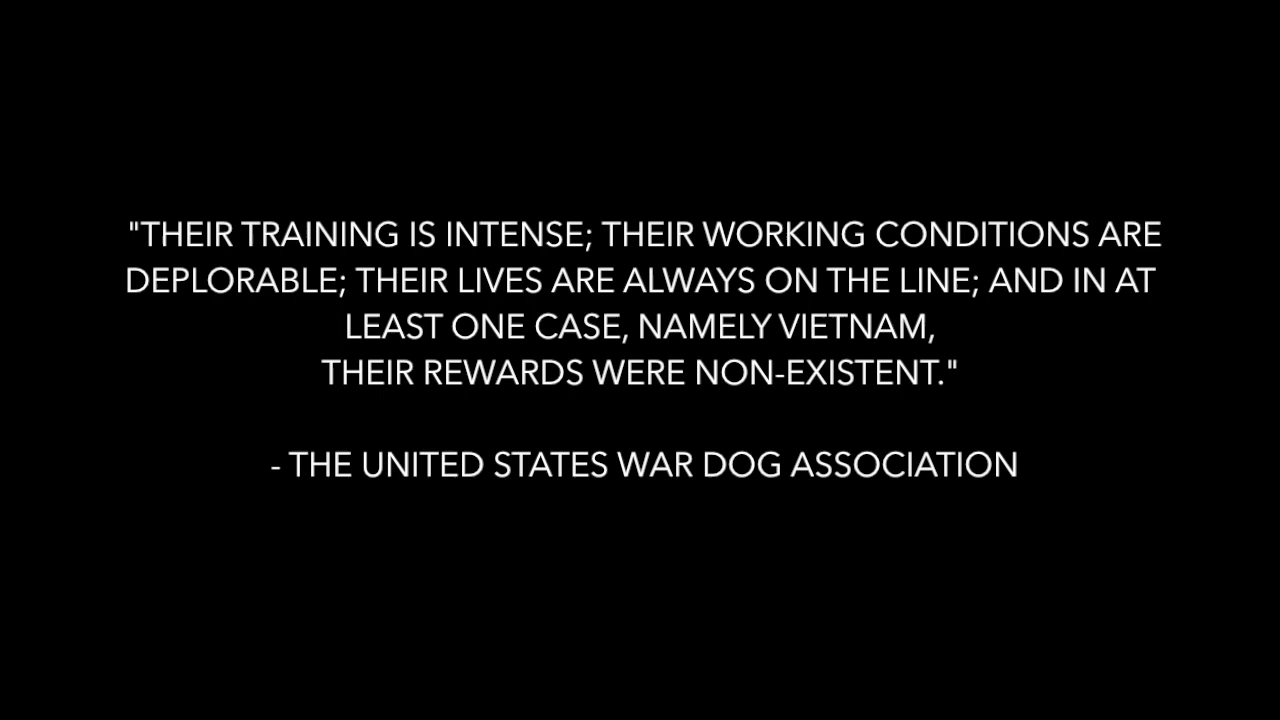 "THEIR TRAINING IS INTENSE; THEIR WORKING CONDITIONS ARE
DEPLORABLE; THEIR LIVES ARE ALWAYS ON THE LINE; AND IN AT
LEAST ONE CASE, NAMELY VIETNAM,
THEIR REWARDS WERE NON-EXISTENT."
- THE UNITED STATES WAR DOG ASSOCIATION